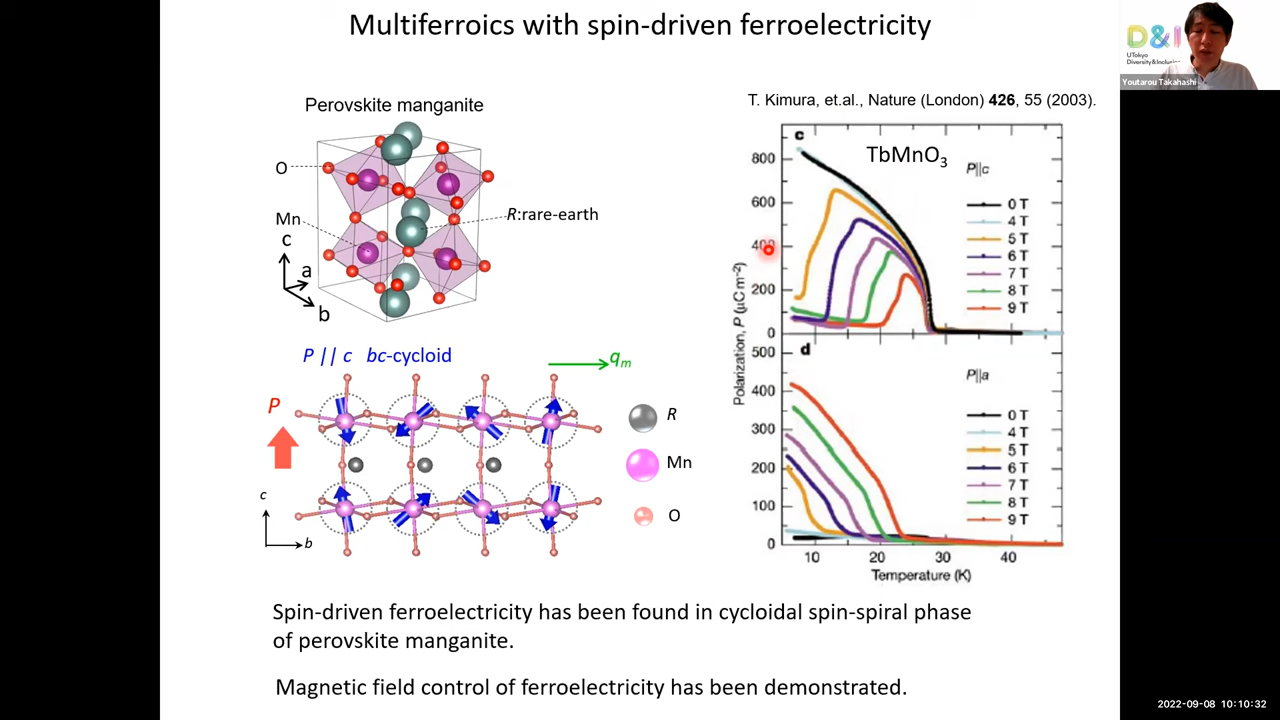 Multiferroics with spin-driven ferroelectricity
D&I
UTokyo
Diversity&Inclusion
Youtarou Takahashi
Perovskite manganite
O
Mn
R:rare-earth
c
a
b
P // c bc-cycloid
qm
P
c
b
R
Mn
O
T. Kimura, et.al., Nature (London) 426, 55 (2003).
c
TbMnO3
P||c
800
600
400
200
0
0 T
4 T
5 T
6 T
7 T
8 T
9 T
Polarization, P (μC m−2)
d
P||a
500
400
300
200
100
0
0 T
4 T
5 T
6 T
7 T
8 T
9 T
10 20 30 40
Temperature (K)
Spin-driven ferroelectricity has been found in cycloidal spin-spiral phase
of perovskite manganite.
Magnetic field control of ferroelectricity has been demonstrated.
2022-09-08 10:10:32